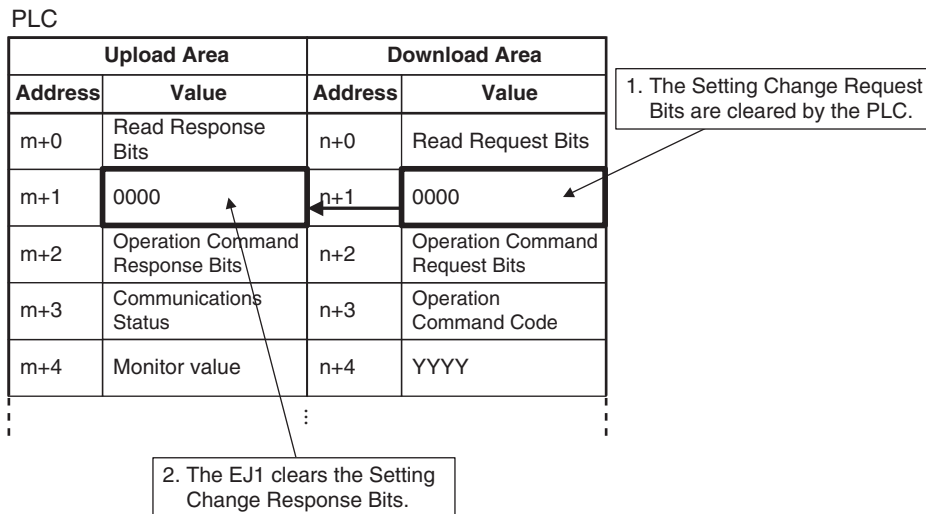 PLC
Upload Area Download Area
Address Value Address Value
m+0 Read Response Bits n+0 Read Request Bits
m+1 0000 n+1 0000
m+2 Operation Command Response Bits n+2 Operation Command Request Bits
m+3 Communications Status n+3 Operation Command Code
m+4 Monitor value n+4 YYYY
1. The Setting Change Request
Bits are cleared by the PLC.
2. The EJ1 clears the Setting
Change Response Bits.